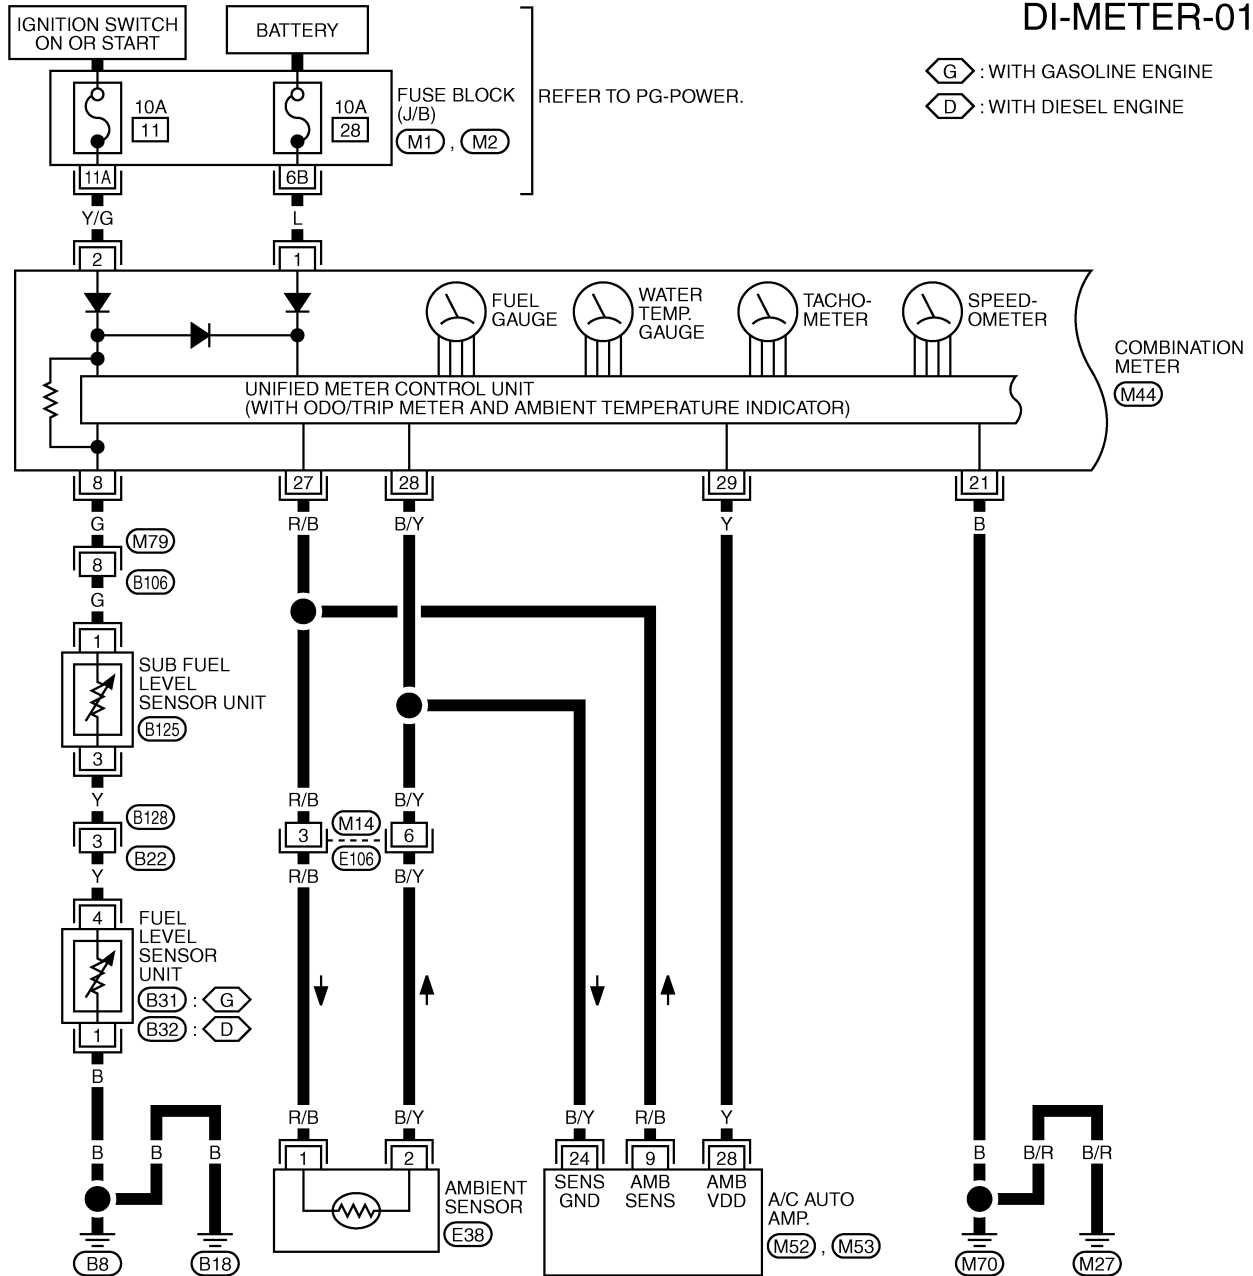 DI-METER-01
IGNITION SWITCH
ON OR START
BATTERY
G : WITH GASOLINE ENGINE
D : WITH DIESEL ENGINE
10A
11
10A
28
FUSE BLOCK
(J/B)
M1 , M2
REFER TO PG-POWER.
11A
6B
Y/G
L
2
1
FUEL
GAUGE
WATER
TEMP.
GAUGE
TACHO-
METER
SPEED-
OMETER
COMBINATION
METER
M44
UNIFIED METER CONTROL UNIT
(WITH ODO/TRIP METER AND AMBIENT TEMPERATURE INDICATOR)
8
27
28
29
21
G
R/B
B/Y
Y
B
M79
8
B106
G
1
SUB FUEL
LEVEL
SENSOR UNIT
B125
3
Y
R/B
B/Y
B128
3
B22
M14
3
6
E106
Y
R/B
B/Y
4
FUEL
LEVEL
SENSOR
UNIT
B31 : G
B32 : D
1
B
R/B
B/Y
B/Y
R/B
Y
B
B
B
B
B/R
B/R
1
2
24
9
28
SENS
GND
AMB
SENS
AMB
VDD
AMBIENT
SENSOR
E38
A/C AUTO
AMP.
M52 , M53
B8
B18
M70
M27